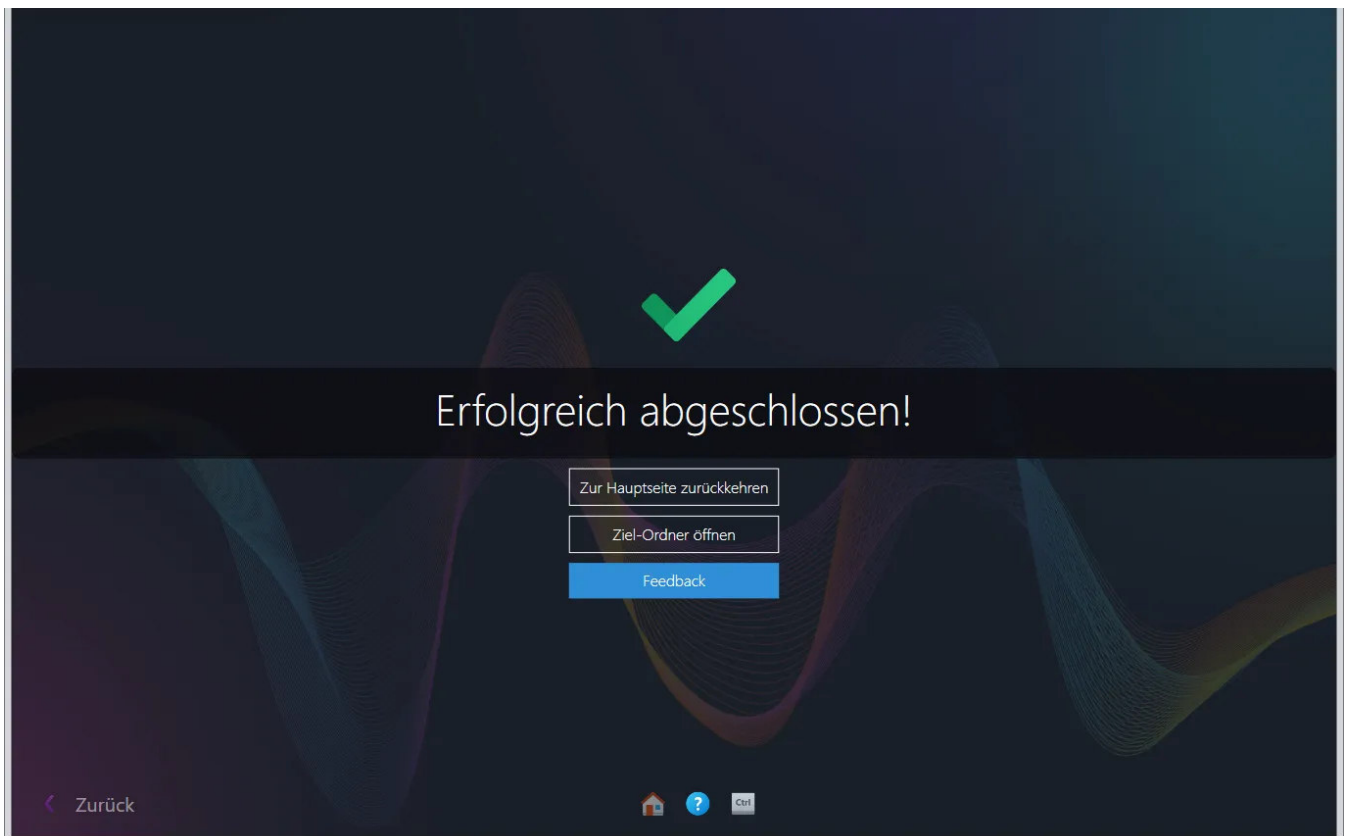 Erfolgreich abgeschlossen!
Zur Hauptseite zurückkehren
Ziel-Ordner öffnen
Feedback
Zurück
?
Ctrl